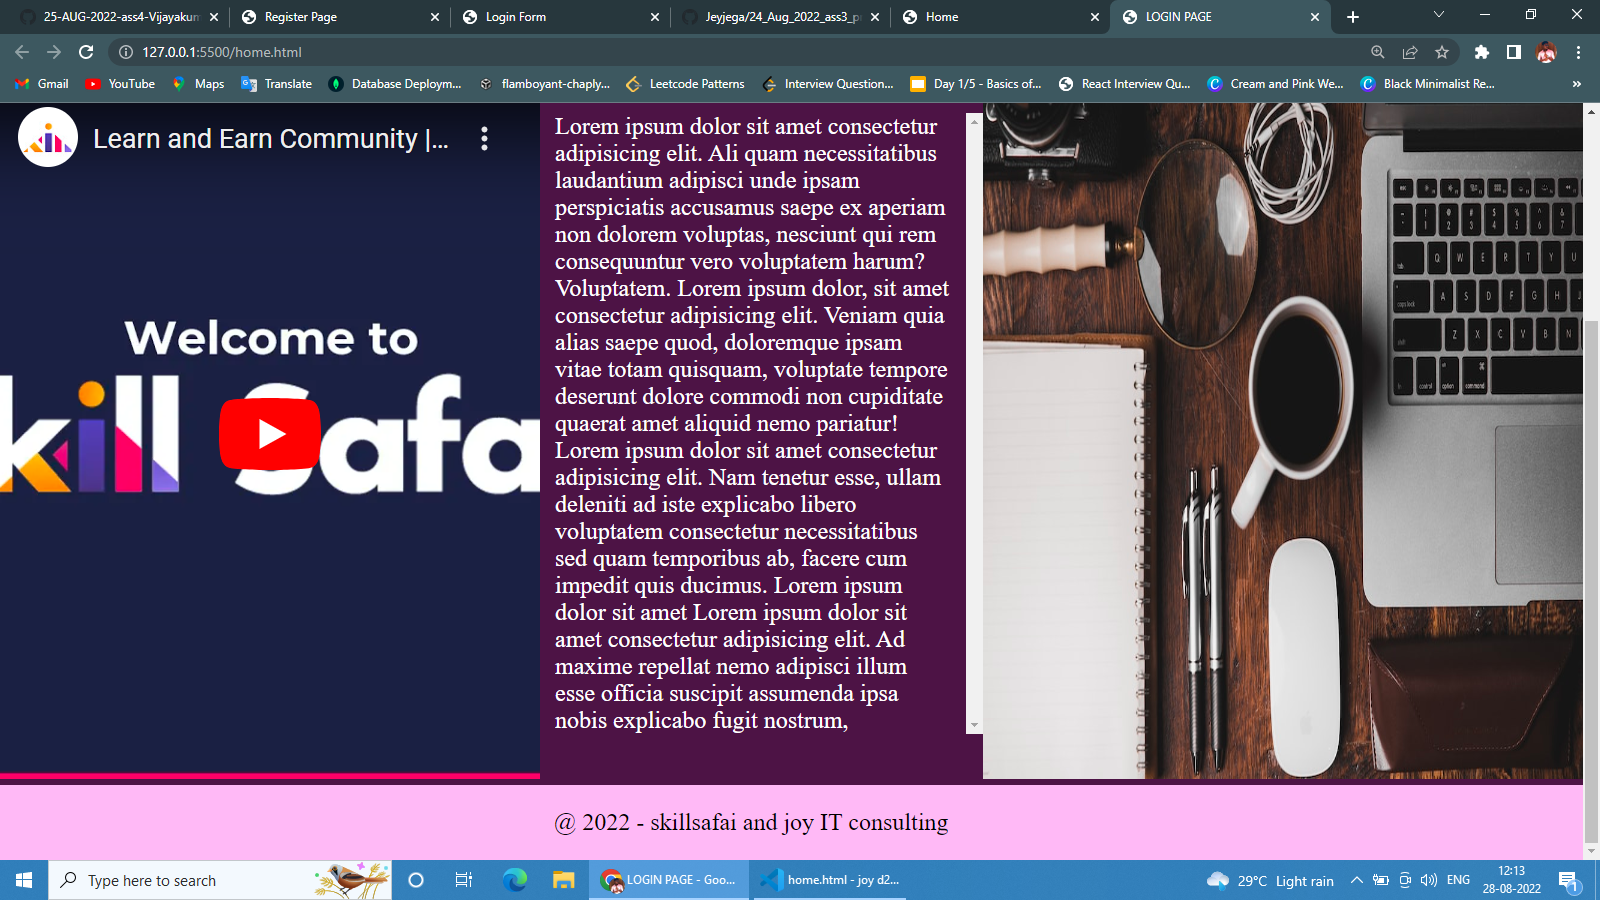 25-AUG-2022-ass4-Vijayakum
Register Page
Login Form
Jeyjega/24_Aug_2022_ass3_p
Home
LOGIN PAGE
127.0.0.1:5500/home.html
Gmail
YouTube
Maps
Translate
Database Deploym...
flamboyant-chaply...
Leetcode Patterns
Interview Question...
Day 1/5 - Basics of...
React Interview Qu...
Cream and Pink We...
Black Minimalist Re...
»
Learn and Earn Community |...
Welcome to
kill Safa
Lorem ipsum dolor sit amet consectetur
adipisicing elit. Ali quam necessitatibus
laudantium adipisci unde ipsam
perspiciatis accusamus saepe ex aperiam
non dolorem voluptas, nesciunt qui rem
consequuntur vero voluptatem harum?
Voluptatem. Lorem ipsum dolor, sit amet
consectetur adipisicing elit. Veniam quia
alias saepe quod, doloremque ipsam
vitae totam quisquam, voluptate tempore
deserunt dolore commodi non cupiditate
quaerat amet aliquid nemo pariatur!
Lorem ipsum dolor sit amet consectetur
adipisicing elit. Nam tenetur esse, ullam
deleniti ad iste explicabo libero
voluptatem consectetur necessitatibus
sed quam temporibus ab, facere cum
impedit quis ducimus. Lorem ipsum
dolor sit amet Lorem ipsum dolor sit
amet consectetur adipisicing elit. Ad
maxime repellat nemo adipisci illum
esse officia suscipit assumenda ipsa
nobis explicabo fugit nostrum,
@ 2022 - skillsafai and joy IT consulting
Type here to search
LOGIN PAGE - Goo...
home.html - joy d2...
29°C Light rain
ENG
12:13
28-08-2022
1